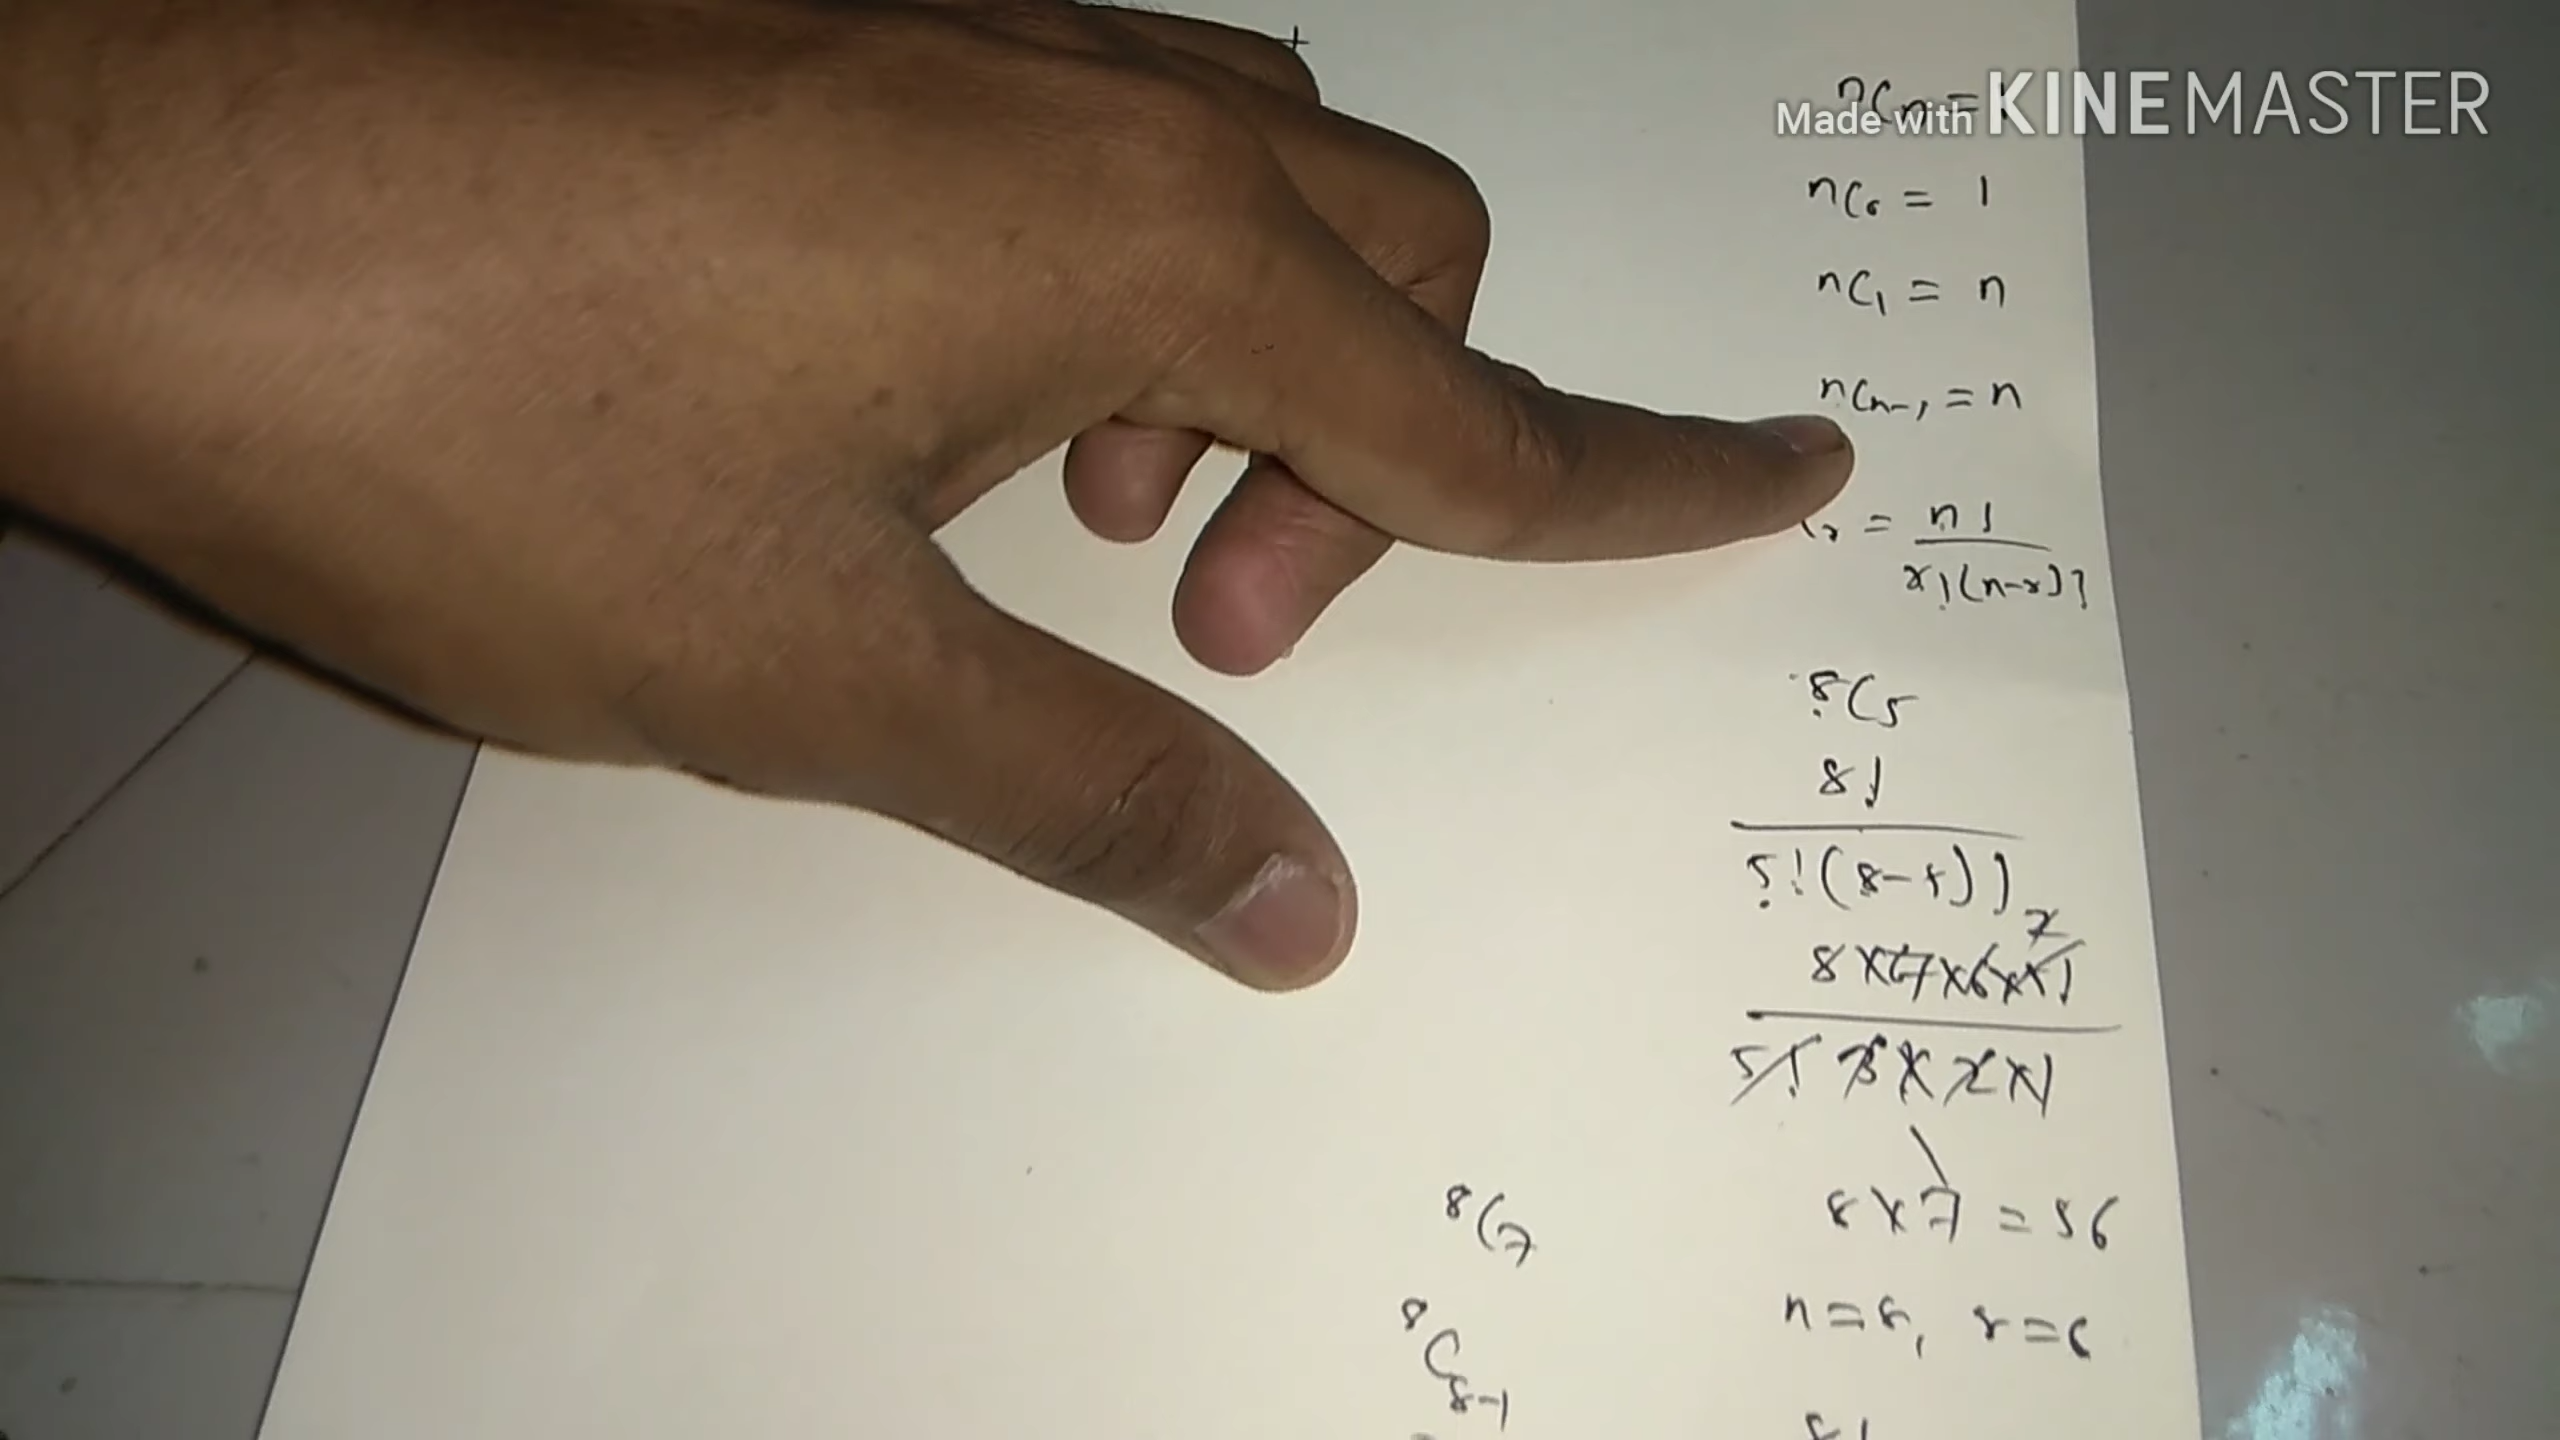 nCn =
Made with KINEMASTER
nC₀ = 1
nC₁ = n
nCn-1 = n
Cr = n! / r!(n-r)!
8C5
8!
5!(8-5)!
8×7×6×5!
5! 3×2×1
8×7 = 56
8C7
n=8, r=6
8C8-1